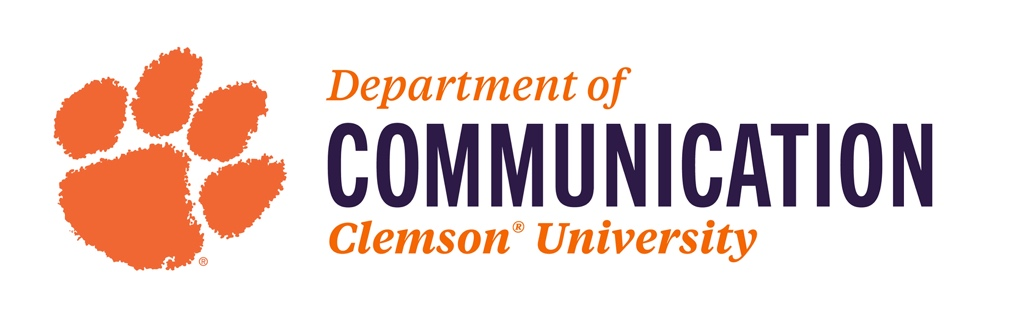 Department of
COMMUNICATION
Clemson® University
®